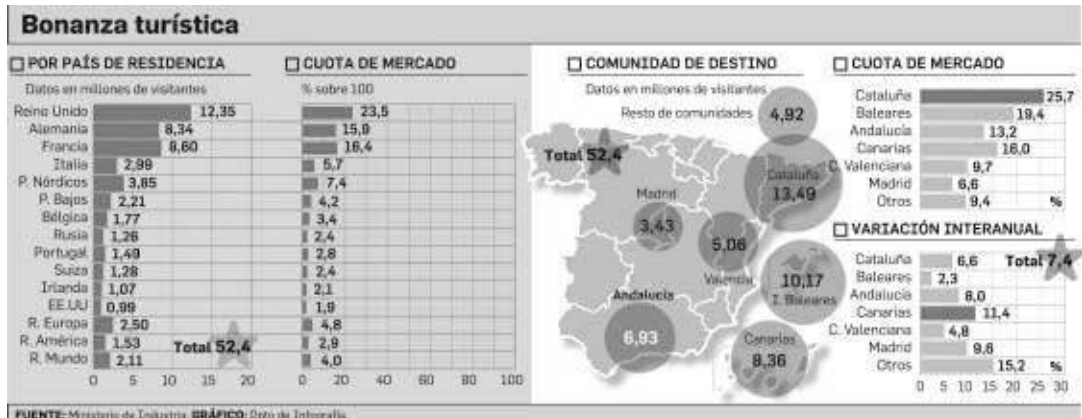 Bonanza turística
POR PAÍS DE RESIDENCIA
Datos en millones de visitantes
Reino Unido 12,35
Alemania 8,34
Francia 8,60
Italia 2,99
P. Nórdicos 3,85
P. Bajos 2,21
Bélgica 1,77
Rusia 1,26
Portugal 1,49
Suiza 1,28
Irlanda 1,07
EE.UU 0,99
R. Europa 2,50
R. América 1,53
R. Mundo 2,11
Total 52,4
0 5 10 15 20
CUOTA DE MERCADO
% sobre 100
23,5
15,9
16,4
5,7
7,4
4,2
3,4
2,4
2,8
2,4
2,1
1,9
4,8
2,9
4,0
0 20 40 60 80 100
COMUNIDAD DE DESTINO
Datos en millones de visitantes
Resto de comunidades 4,92
Total 52,4
Cataluña
13,49
Madrid
3,43
5,06
Valencia
10,17
I. Baleares
Andalucía
6,93
Canarias
8,36
CUOTA DE MERCADO
Cataluña 25,7
Baleares 19,4
Andalucía 13,2
Canarias 16,0
C. Valenciana 9,7
Madrid 6,6
Otros 9,4 %
VARIACIÓN INTERANUAL
Cataluña 6,6 Total 7,4
Baleares 2,3
Andalucía 8,0
Canarias 11,4
C. Valenciana 4,8
Madrid 9,6
Otros 15,2 %
0 5 10 15 20 25 30
FUENTE: Ministerio de Industria. GRÁFICO: Dpto de Infografía.